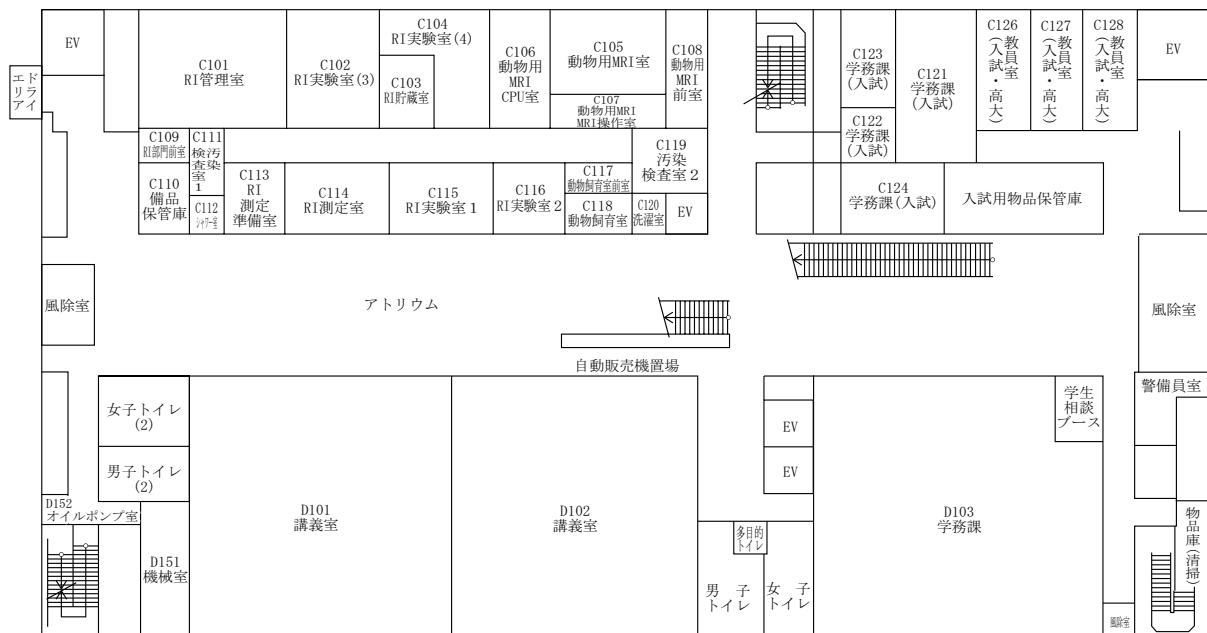 EV
ドライエリア
C101
RI管理室
C102
RI実験室(3)
C104
RI実験室(4)
C103
RI貯蔵室
C106
動物用
MRI
CPU室
C105
動物用MRI室
C107
動物用MRI
MRI操作室
C108
動物用
MRI
前室
C123
学務課
(入試)
C122
学務課
(入試)
C121
学務課
(入試)
C126
教員室
(入試・高大)
C127
教員室
(入試・高大)
C128
教員室
(入試・高大)
EV
C109
RI部門前室
C111
汚染
検査室
1
C110
備品
保管庫
C112
シャワー室
C113
RI
測定
準備室
C114
RI測定室
C115
RI実験室1
C116
RI実験室2
C117
動物飼育室前室
C118
動物飼育室
C119
汚染
検査室2
C120
洗濯室
EV
C124
学務課(入試)
入試用物品保管庫
風除室
アトリウム
風除室
自動販売機置場
女子トイレ
(2)
男子トイレ
(2)
D152
オイルポンプ室
D151
機械室
D101
講義室
D102
講義室
EV
EV
多目的
トイレ
男子
トイレ
女子
トイレ
D103
学務課
学生
相談
ブース
警備員室
物品庫(清掃)
風除室